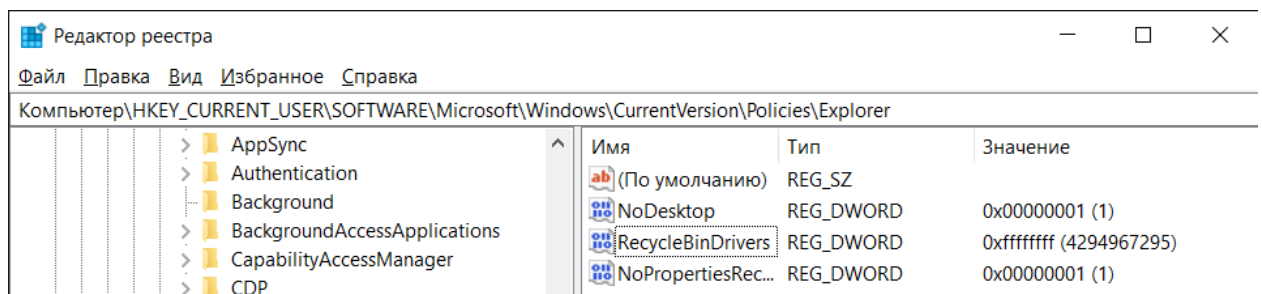 Редактор реестра
Файл Правка Вид Избранное Справка
Компьютер\HKEY_CURRENT_USER\SOFTWARE\Microsoft\Windows\CurrentVersion\Policies\Explorer
AppSync
Authentication
Background
BackgroundAccessApplications
CapabilityAccessManager
CDP
Имя Тип Значение
(По умолчанию) REG_SZ
NoDesktop REG_DWORD 0x00000001 (1)
RecycleBinDrivers REG_DWORD 0xffffffff (4294967295)
NoPropertiesRec... REG_DWORD 0x00000001 (1)